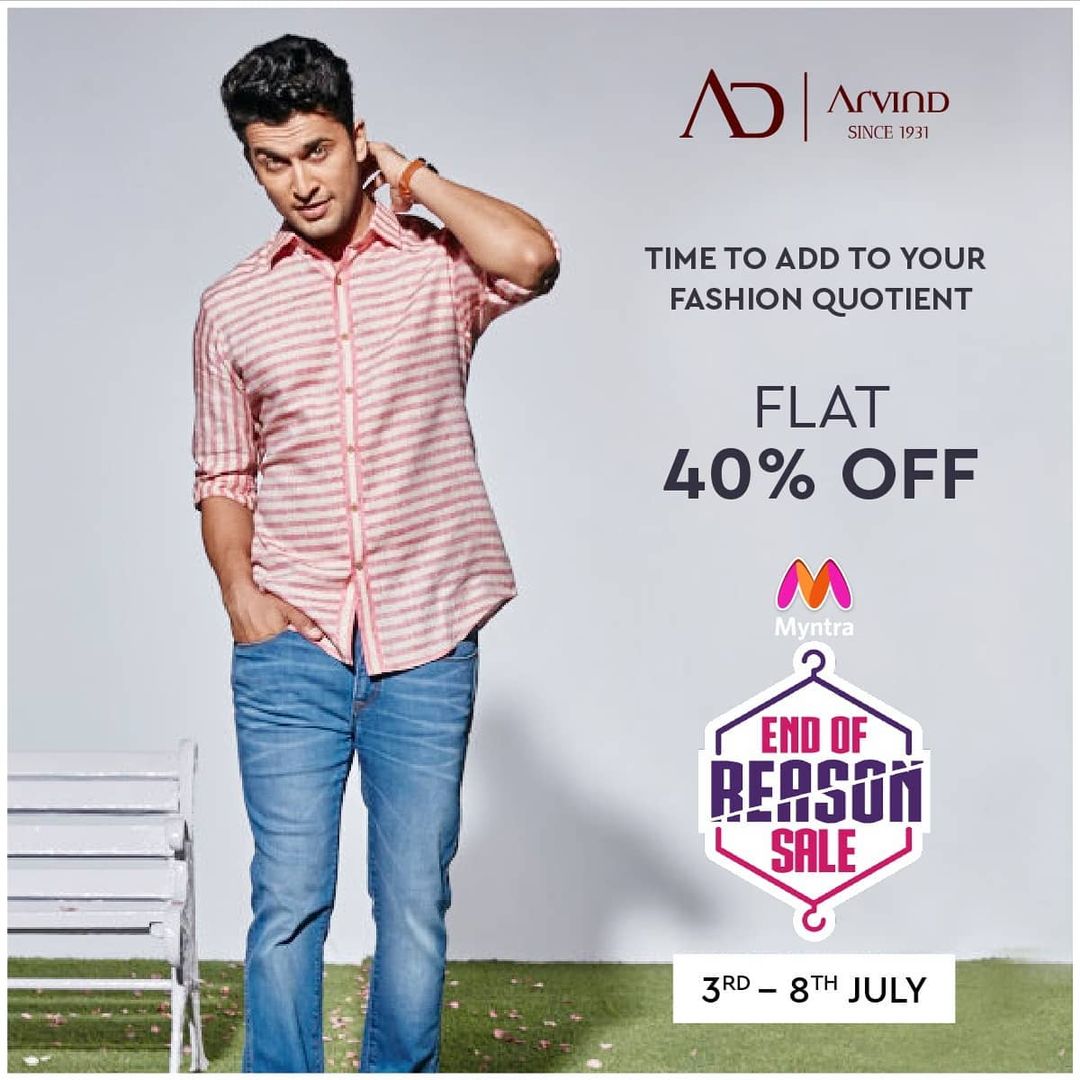 AD | Arvind
SINCE 1931
TIME TO ADD TO YOUR
FASHION QUOTIENT
FLAT
40% OFF
Myntra
END OF
REASON
SALE
3RD – 8TH JULY